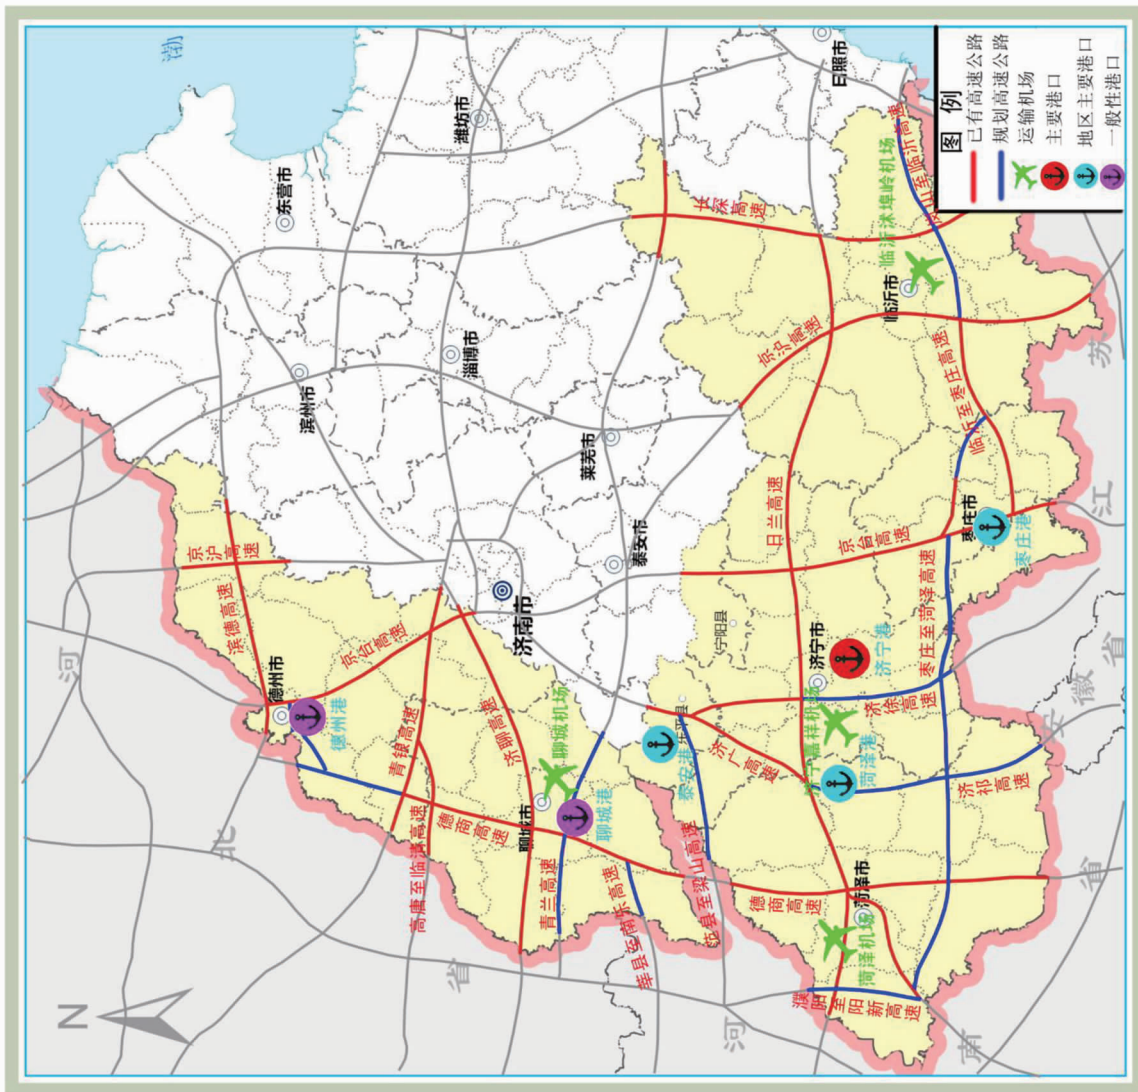 图 例
已有高速公路
规划高速公路
运输机场
主要港口
地区主要港口
一般性港口
N
渤
河
北
省
河
南
省
安
徽
省
江
苏
德州市
滨州市
东营市
潍坊市
淄博市
济南市
莱芜市
泰安市
聊城市
日照市
临沂市
济宁市
菏泽市
枣庄市
宁阳县
东平县
德州港
聊城港
泰安港
济宁港
菏泽港
枣庄港
聊城机场
济宁嘉祥机场
菏泽机场
临沂沭埠岭机场
京沪高速
滨德高速
京台高速
青银高速
济聊高速
高唐至临清高速
德商高速
青兰高速
莘县至南乐高速
范县至梁山高速
济广高速
德商高速
濮阳至阳新高速
济徐高速
济祁高速
枣庄至菏泽高速
日兰高速
京台高速
京沪高速
长深高速
临沂至枣庄高速
岚山至临沂高速